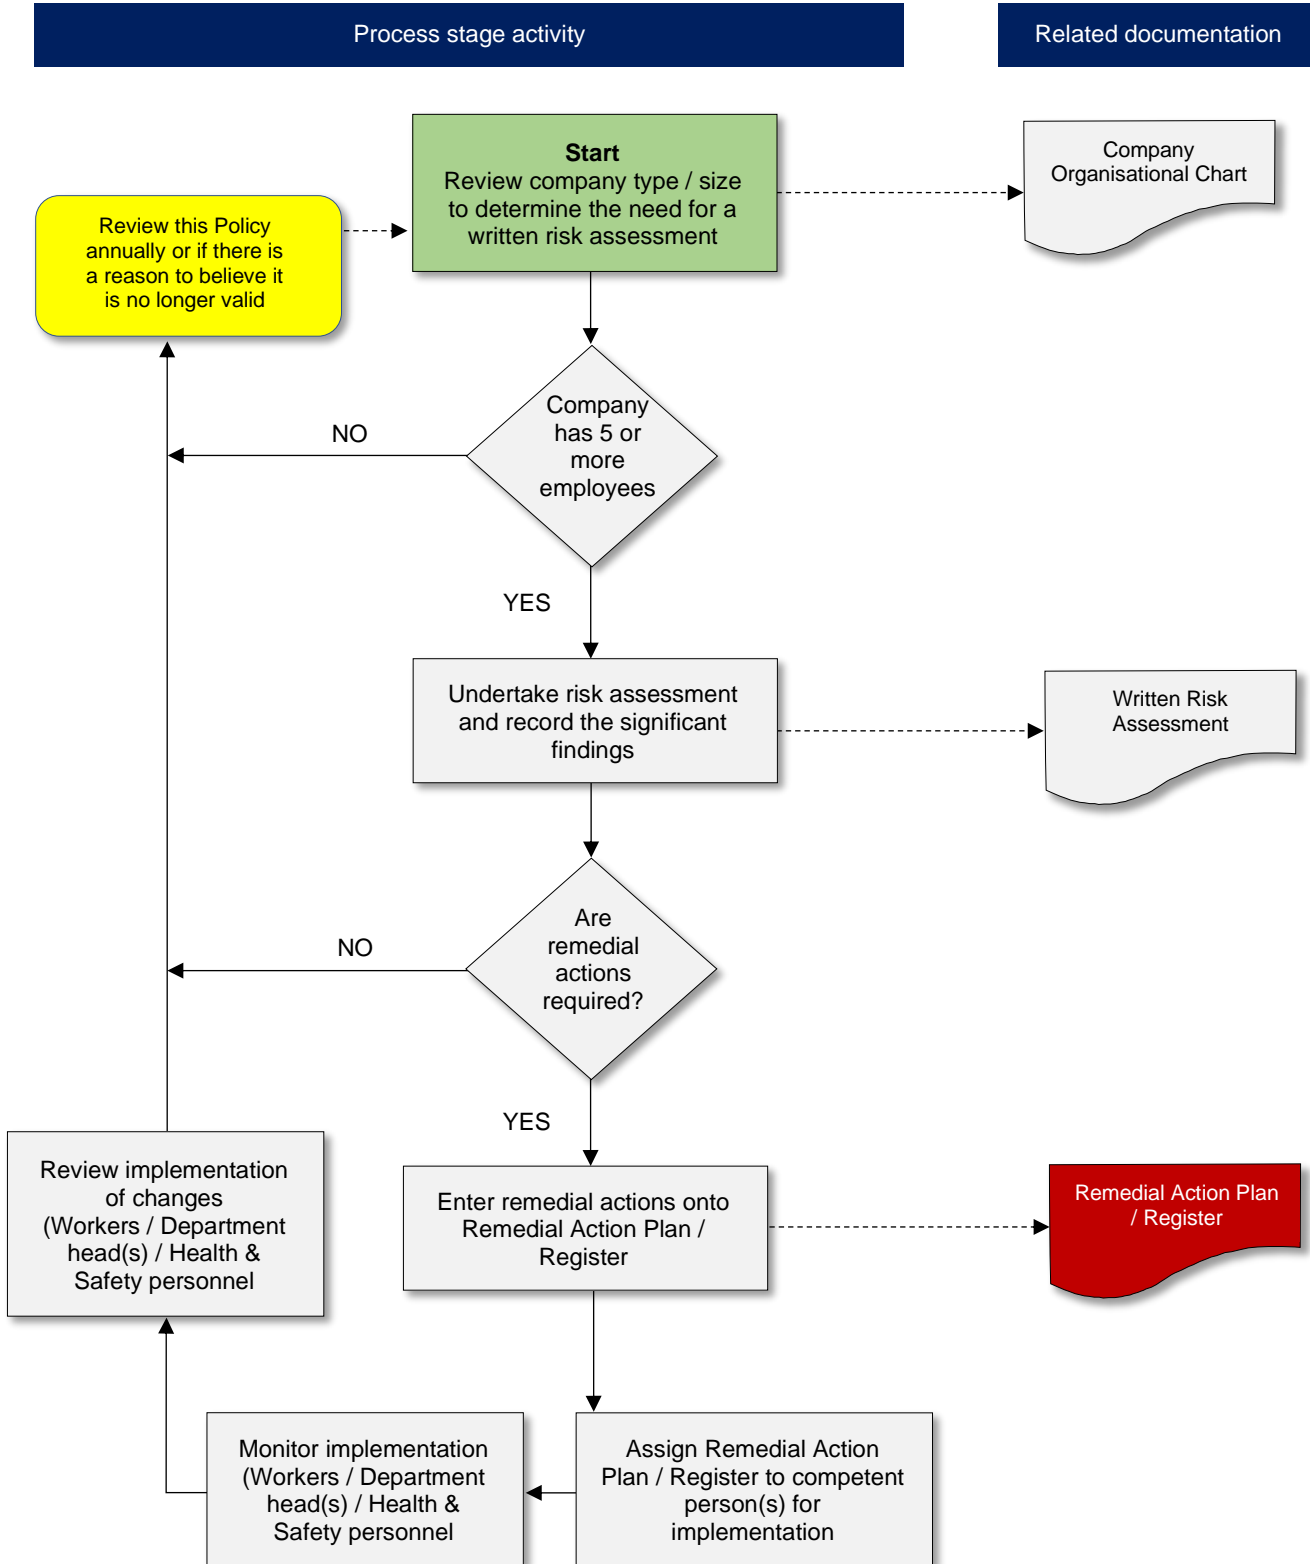 Process stage activity
Related documentation
Start
Review company type / size
to determine the need for a
written risk assessment
Company
Organisational Chart
Review this Policy
annually or if there is
a reason to believe it
is no longer valid
Company
has 5 or
more
employees
NO
YES
Undertake risk assessment
and record the significant
findings
Written Risk
Assessment
Are
remedial
actions
required?
NO
YES
Review implementation
of changes
(Workers / Department
head(s) / Health &
Safety personnel
Enter remedial actions onto
Remedial Action Plan /
Register
Remedial Action Plan
/ Register
Monitor implementation
(Workers / Department
head(s) / Health &
Safety personnel
Assign Remedial Action
Plan / Register to competent
person(s) for
implementation